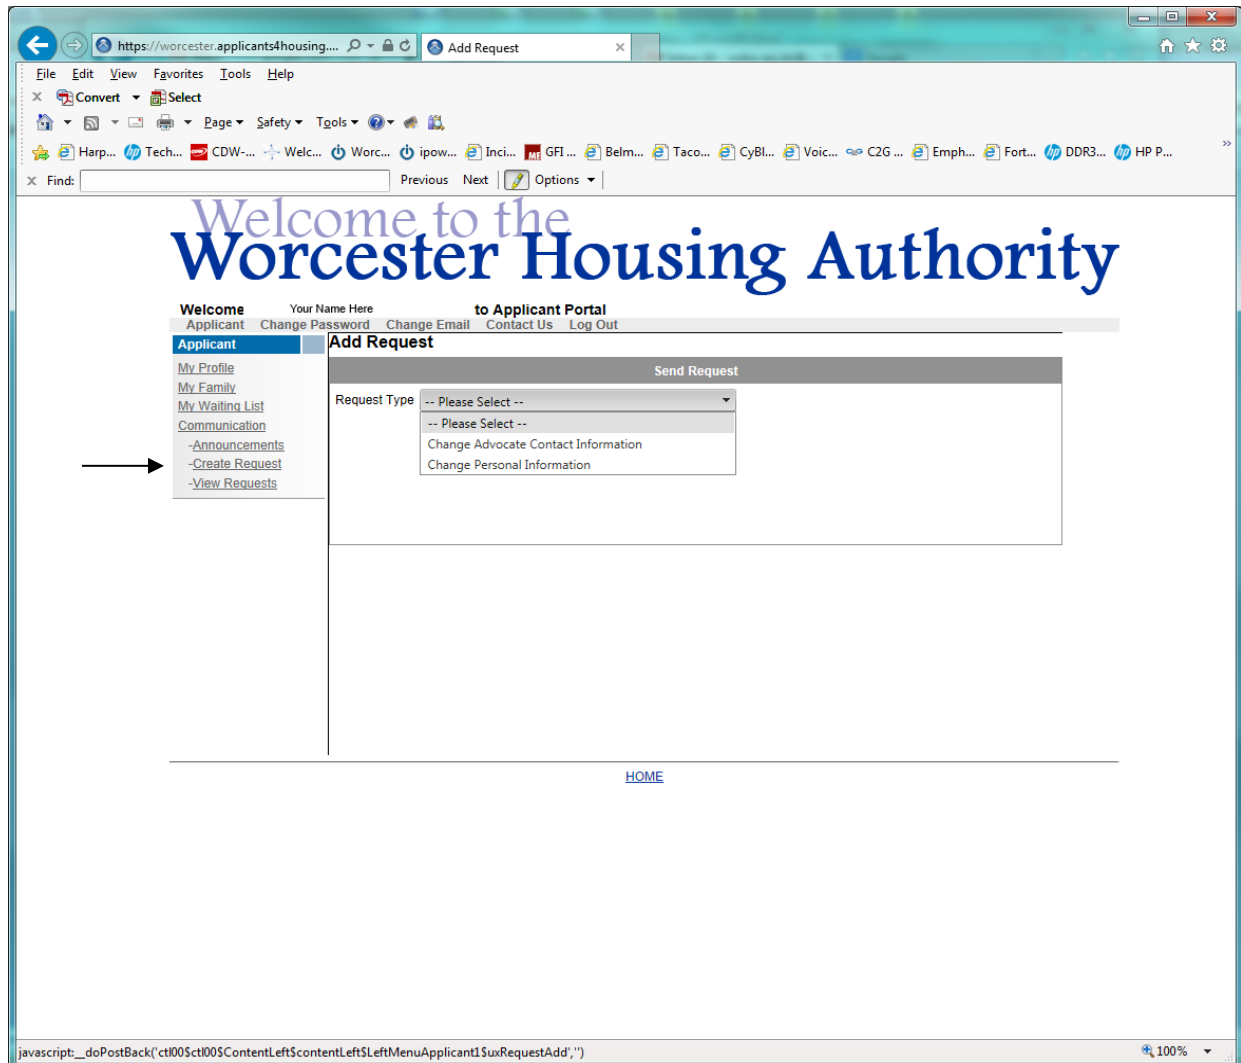 https://worcester.applicants4housing....
Add Request
File Edit View Favorites Tools Help
Convert Select
Page Safety Tools
Harp... Tech... CDW-... Welc... Worc... ipow... Inci... GFI ... Belm... Taco... CyBl... Voic... C2G ... Emph... Fort... DDR3... HP P...
Find: Previous Next Options
Welcome to the
Worcester Housing Authority
Welcome Your Name Here to Applicant Portal
Applicant Change Password Change Email Contact Us Log Out
Applicant
Add Request
My Profile
Send Request
My Family
Request Type -- Please Select --
My Waiting List
-- Please Select --
Communication
Change Advocate Contact Information
-Announcements
Change Personal Information
-Create Request
-View Requests
HOME
javascript:__doPostBack('ctl00$ctl00$ContentLeft$contentLeft$LeftMenuApplicant1$uxRequestAdd','')
100%